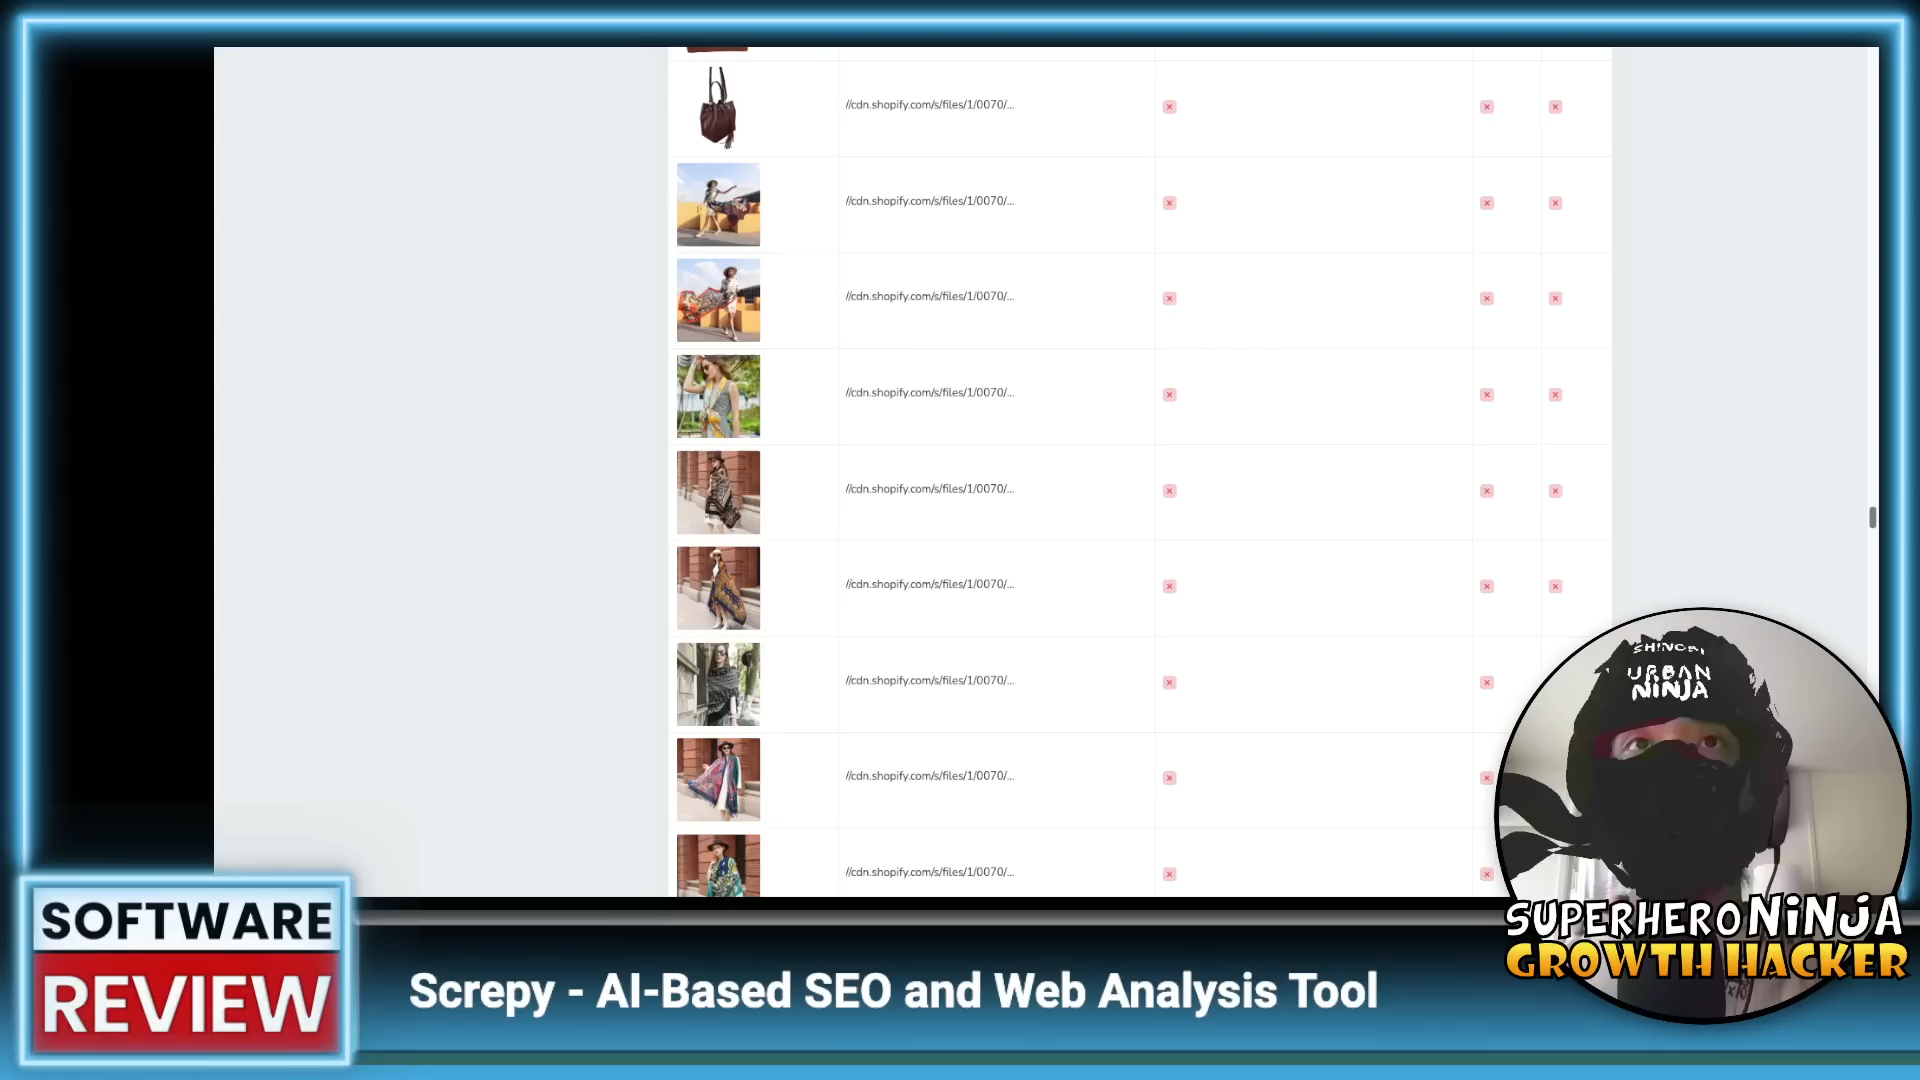 //cdn.shopify.com/s/files/1/0070/...
//cdn.shopify.com/s/files/1/0070/...
//cdn.shopify.com/s/files/1/0070/...
//cdn.shopify.com/s/files/1/0070/...
//cdn.shopify.com/s/files/1/0070/...
//cdn.shopify.com/s/files/1/0070/...
//cdn.shopify.com/s/files/1/0070/...
//cdn.shopify.com/s/files/1/0070/...
//cdn.shopify.com/s/files/1/0070/...
SHINOBI
URBAN
NINJA
SUPERHERO NiNjA
GROWTH HACKER
SOFTWARE
REVIEW
Screpy - AI-Based SEO and Web Analysis Tool